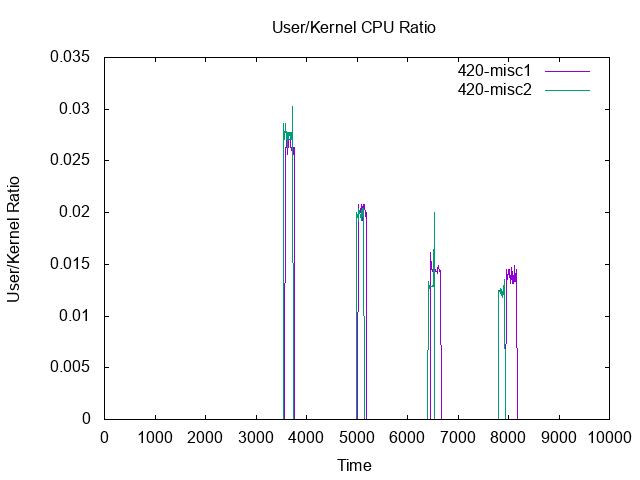 User/Kernel CPU Ratio
420-misc1
420-misc2
0.035
0.03
0.025
0.02
0.015
0.01
0.005
0
User/Kernel Ratio
0 1000 2000 3000 4000 5000 6000 7000 8000 9000 10000
Time